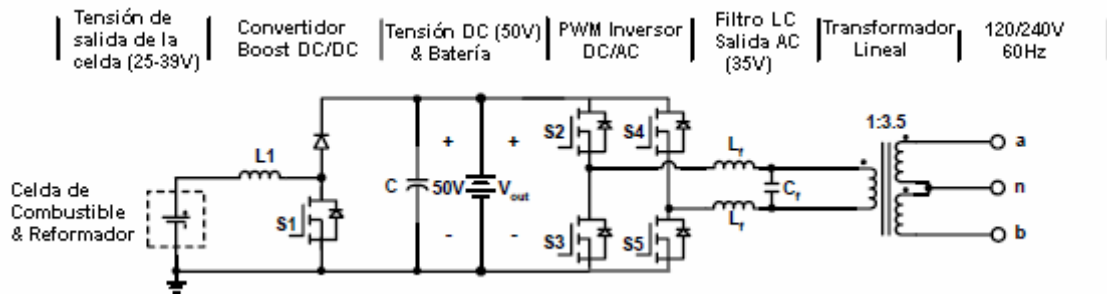 Tensión de
salida de la
celda (25-39V)
Convertidor
Boost DC/DC
Tensión DC (50V)
& Batería
PWM Inversor
DC/AC
Filtro LC
Salida AC
(35V)
Transformador
Lineal
120/240V
60Hz
Celda de
Combustible
& Reformador
L1
S1
C
+
50V
-
+
Vout
-
S2
S4
S3
S5
Lf
Cf
Lf
1:3.5
a
n
b